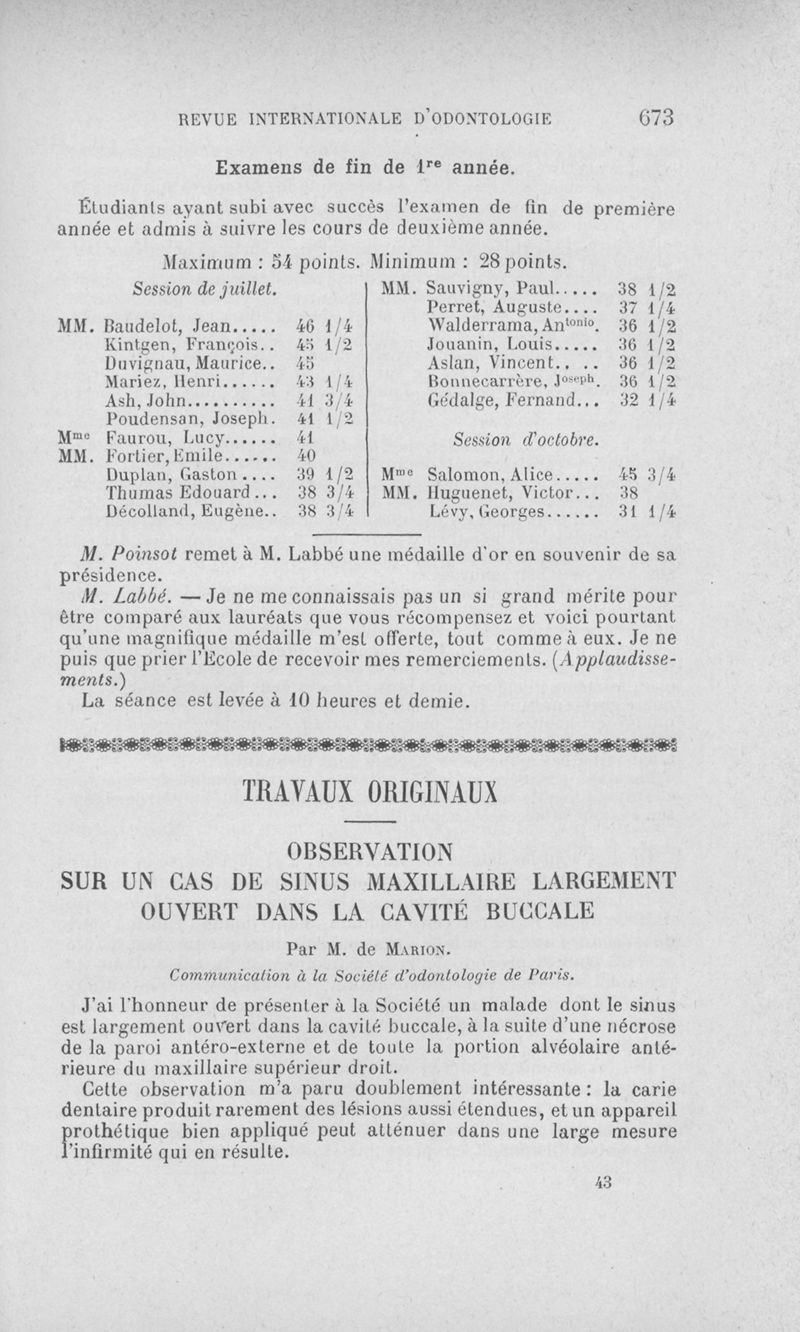 REVUE INTERNATIONALE D'ODONTOLOGIE 673
Examens de fin de 1re année.
Étudiants ayant subi avec succès l'examen de fin de première
année et admis à suivre les cours de deuxième année.
Maximum : 54 points. Minimum : 28 points.
Session de juillet.
MM. Baudelot, Jean..... 46 1/4
Kintgen, François.. 45 1/2
Duvignau, Maurice.. 45
Mariez, Henri...... 43 1/4
Ash, John.......... 41 3/4
Poudensan, Joseph. 41 1/2
Mme Faurou, Lucy...... 41
MM. Fortier, Emile...... 40
Duplan, Gaston .... 39 1/2
Thumas Edouard... 38 3/4
Décolland, Eugène.. 38 3/4
MM. Sauvigny, Paul..... 38 1/2
Perret, Auguste.... 37 1/4
Walderrama, Antonio. 36 1/2
Jouanin, Louis..... 36 1/2
Aslan, Vincent.. .. 36 1/2
Bonnecarrère, Joseph. 36 1/2
Gédalge, Fernand... 32 1/4
Session d'octobre.
Mme Salomon, Alice..... 45 3/4
MM. Huguenet, Victor... 38
Lévy, Georges...... 31 1/4
M. Poinsot remet à M. Labbé une médaille d'or en souvenir de sa
présidence.
M. Labbé. — Je ne me connaissais pas un si grand mérite pour
être comparé aux lauréats que vous récompensez et voici pourtant
qu'une magnifique médaille m'est offerte, tout comme à eux. Je ne
puis que prier l'Ecole de recevoir mes remerciements. (Applaudisse-
ments.)
La séance est levée à 10 heures et demie.
TRAVAUX ORIGINAUX
OBSERVATION
SUR UN CAS DE SINUS MAXILLAIRE LARGEMENT
OUVERT DANS LA CAVITÉ BUCCALE
Par M. de MARION.
Communication à la Société d'odontologie de Paris.
J'ai l'honneur de présenter à la Société un malade dont le sinus
est largement ouvert dans la cavité buccale, à la suite d'une nécrose
de la paroi antéro-externe et de toute la portion alvéolaire anté-
rieure du maxillaire supérieur droit.
Cette observation m'a paru doublement intéressante : la carie
dentaire produit rarement des lésions aussi étendues, et un appareil
prothétique bien appliqué peut atténuer dans une large mesure
l'infirmité qui en résulte.
43